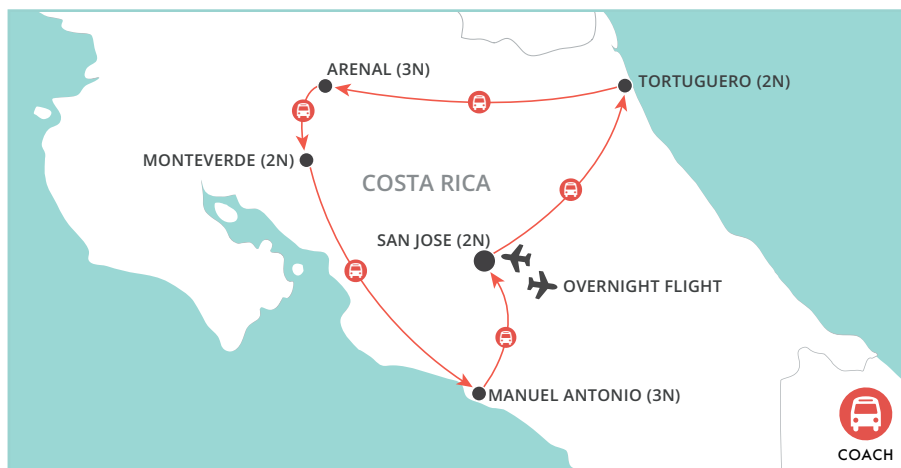 ARENAL (3N)
TORTUGUERO (2N)
MONTEVERDE (2N)
COSTA RICA
SAN JOSE (2N)
OVERNIGHT FLIGHT
MANUEL ANTONIO (3N)
COACH